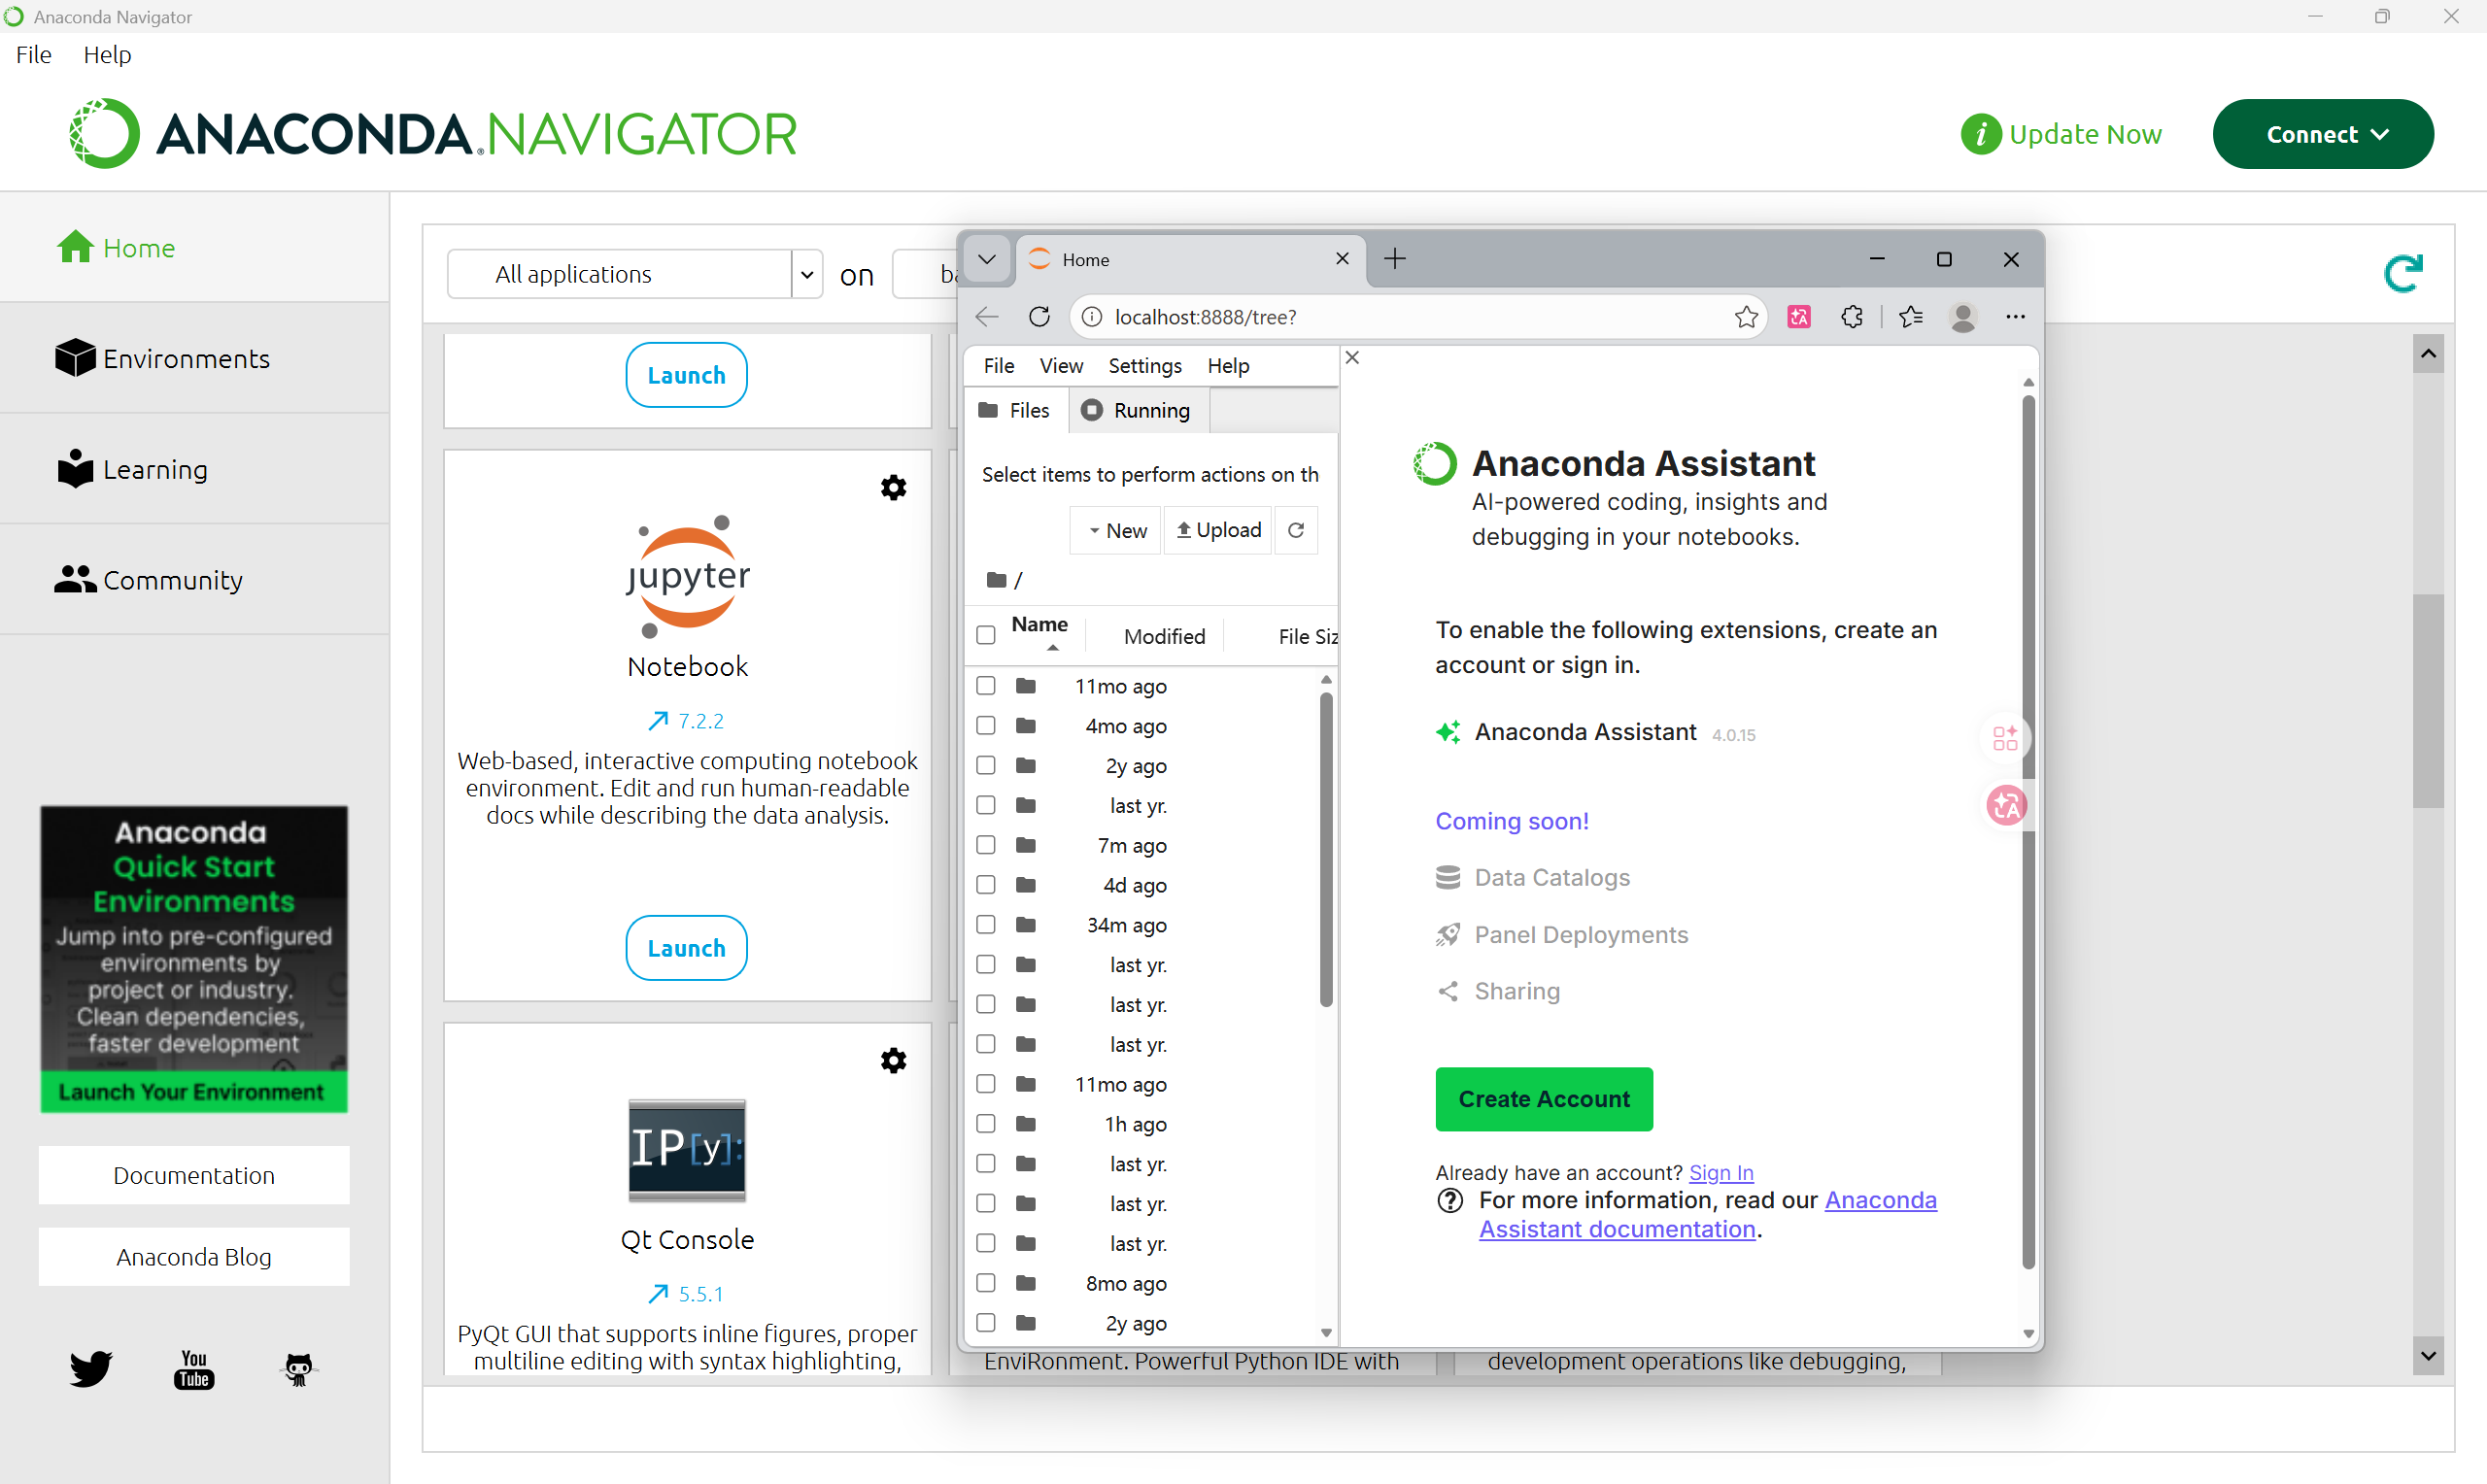 Anaconda Navigator
File Help
ANACONDA.NAVIGATOR
Update Now
Connect
Home
Environments
Learning
Community
Anaconda
Quick Start
Environments
Jump into pre-configured
environments by
project or industry.
Clean dependencies,
faster development
Launch Your Environment
Documentation
Anaconda Blog
You
Tube
All applications
on
Launch
jupyter
Notebook
7.2.2
Web-based, interactive computing notebook
environment. Edit and run human-readable
docs while describing the data analysis.
Launch
IP[y]:
Qt Console
5.5.1
PyQt GUI that supports inline figures, proper
multiline editing with syntax highlighting,
Home
localhost:8888/tree?
File View Settings Help
Files Running
Select items to perform actions on th
New Upload
/
Name Modified File Siz
11mo ago
4mo ago
2y ago
last yr.
7m ago
4d ago
34m ago
last yr.
last yr.
last yr.
11mo ago
1h ago
last yr.
last yr.
last yr.
8mo ago
2y ago
Anaconda Assistant
AI-powered coding, insights and
debugging in your notebooks.
To enable the following extensions, create an
account or sign in.
Anaconda Assistant 4.0.15
Coming soon!
Data Catalogs
Panel Deployments
Sharing
Create Account
Already have an account? Sign In
For more information, read our Anaconda
Assistant documentation.
EnviRonment. Powerful Python IDE with
development operations like debugging,